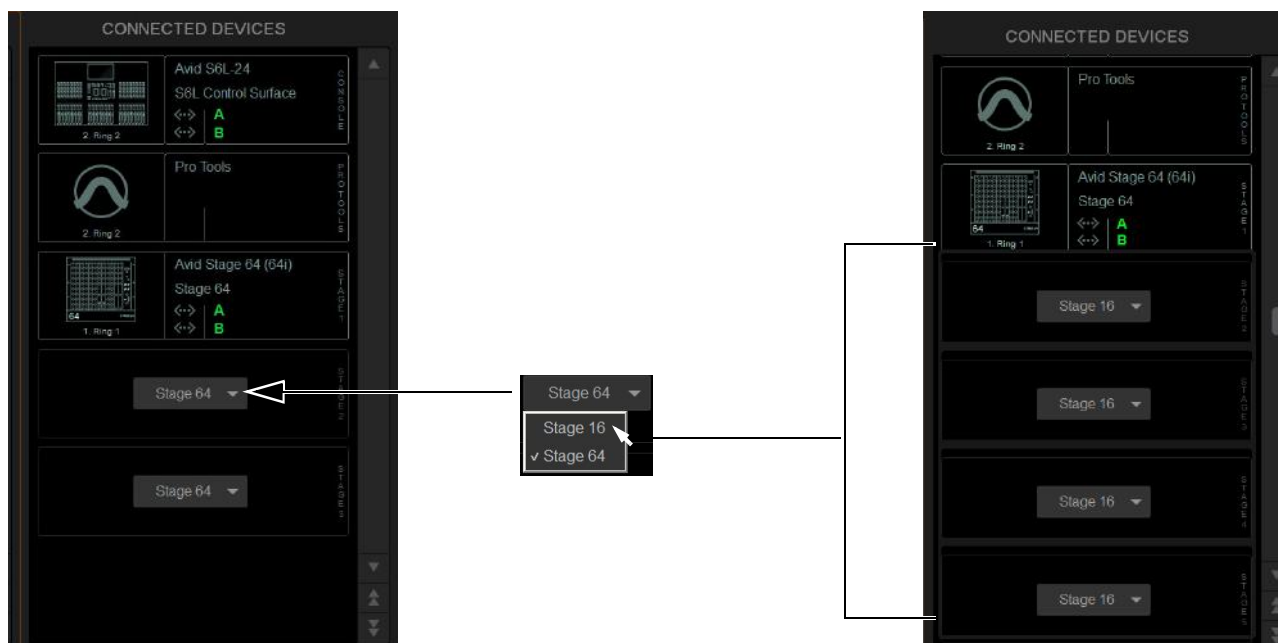 CONNECTED DEVICES
Avid S6L-24
S6L Control Surface
A
B
2. Ring 2
CONSOLE
Pro Tools
2. Ring 2
PROTOOLS
Avid Stage 64 (64i)
Stage 64
A
B
64
1. Ring 1
STAGE 1
Stage 64
STAGE 2
Stage 64
STAGE 3
Stage 64
Stage 16
✓ Stage 64
CONNECTED DEVICES
Pro Tools
2. Ring 2
PROTOOLS
Avid Stage 64 (64i)
Stage 64
A
B
64
1. Ring 1
STAGE 1
Stage 16
STAGE 2
Stage 16
STAGE 3
Stage 16
STAGE 4
Stage 16
STAGE 5